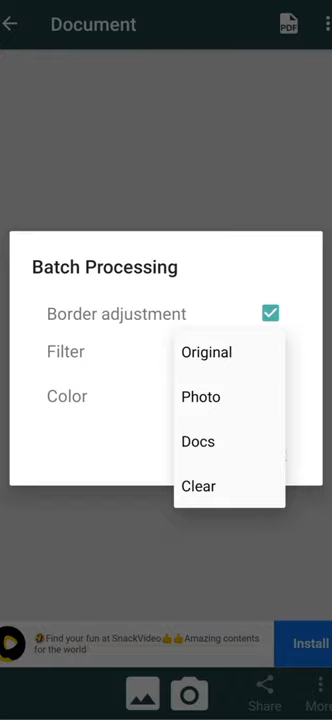 Document
PDF
Batch Processing
Border adjustment
Filter
Original
Color
Photo
Docs
Clear
🤣Find your fun at SnackVideo👍👍Amazing contents
for the world
Install
Share